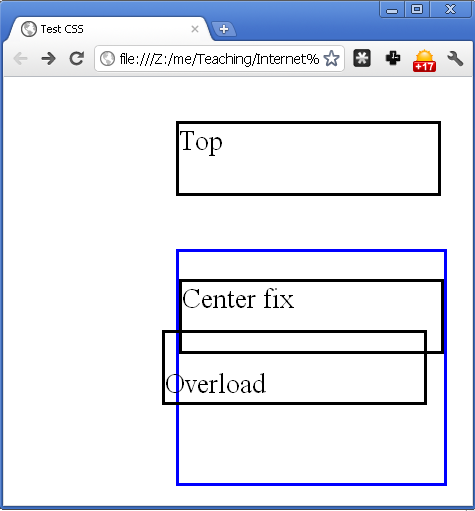 Test CSS
file:///Z:/me/Teaching/Internet%
+17
Top
Center fix
Overload